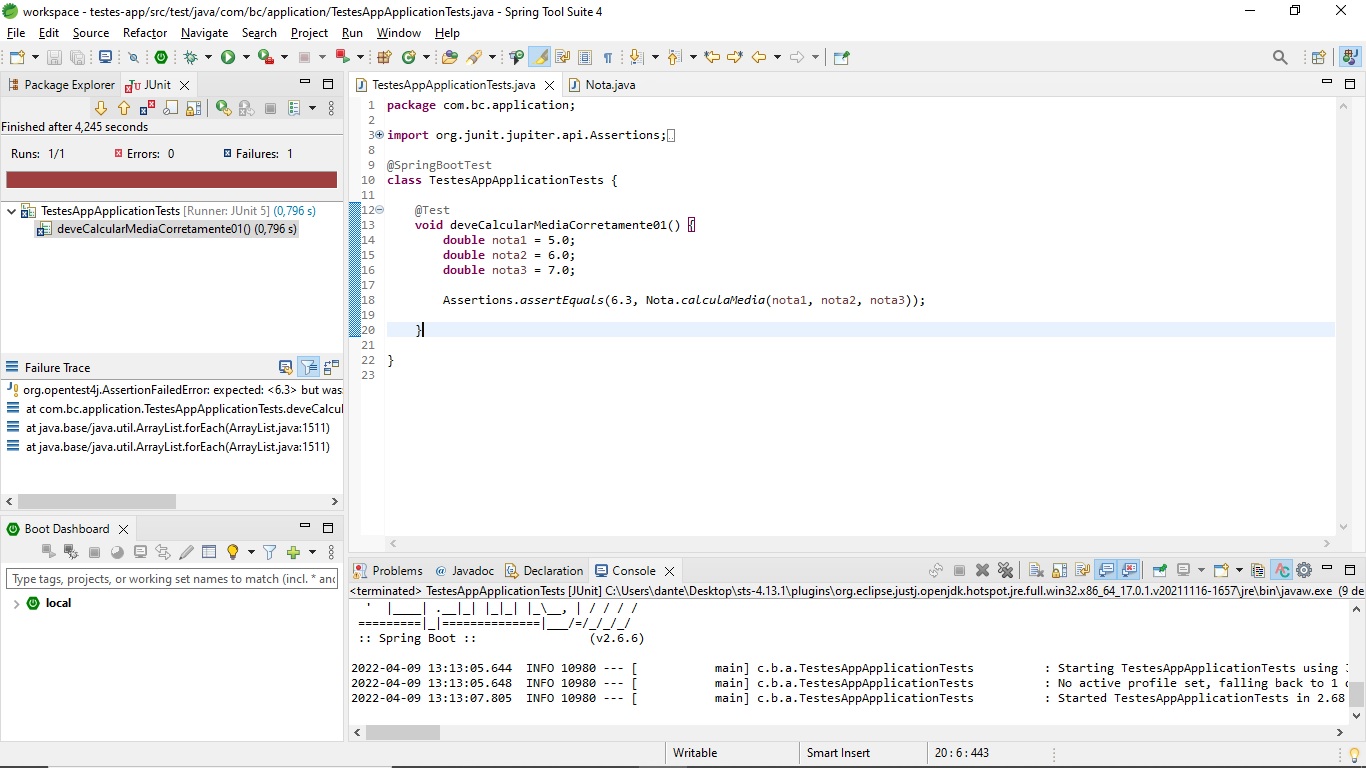 workspace - testes-app/src/test/java/com/bc/application/TestesAppApplicationTests.java - Spring Tool Suite 4
File Edit Source Refactor Navigate Search Project Run Window Help
Package Explorer JUnit
Finished after 4,245 seconds
Runs: 1/1 Errors: 0 Failures: 1
TestesAppApplicationTests [Runner: JUnit 5] (0,796 s)
deveCalcularMediaCorretamente01() (0,796 s)
Failure Trace
org.opentest4j.AssertionFailedError: expected: <6.3> but was
at com.bc.application.TestesAppApplicationTests.deveCalcul
at java.base/java.util.ArrayList.forEach(ArrayList.java:1511)
at java.base/java.util.ArrayList.forEach(ArrayList.java:1511)
Boot Dashboard
Type tags, projects, or working set names to match (incl. * and
local
TestesAppApplicationTests.java Nota.java
1 package com.bc.application;
2
3 import org.junit.jupiter.api.Assertions;
8
9 @SpringBootTest
10 class TestesAppApplicationTests {
11
12 @Test
13 void deveCalcularMediaCorretamente01() {
14 double nota1 = 5.0;
15 double nota2 = 6.0;
16 double nota3 = 7.0;
17
18 Assertions.assertEquals(6.3, Nota.calculaMedia(nota1, nota2, nota3));
19
20 }
21
22 }
23
Problems @ Javadoc Declaration Console
<terminated> TestesAppApplicationTests [JUnit] C:\Users\dante\Desktop\sts-4.13.1\plugins\org.eclipse.justj.openjdk.hotspot.jre.full.win32.x86_64_17.0.1.v20211116-1657\jre\bin\javaw.exe (9 de
' |____| .__|_| |_|_| |_\__, | / / / /
=========|_|==============|___/=/_/_/_/
:: Spring Boot :: (v2.6.6)
2022-04-09 13:13:05.644 INFO 10980 --- [ main] c.b.a.TestesAppApplicationTests : Starting TestesAppApplicationTests using
2022-04-09 13:13:05.648 INFO 10980 --- [ main] c.b.a.TestesAppApplicationTests : No active profile set, falling back to 1
2022-04-09 13:13:07.805 INFO 10980 --- [ main] c.b.a.TestesAppApplicationTests : Started TestesAppApplicationTests in 2.68
Writable Smart Insert 20 : 6 : 443